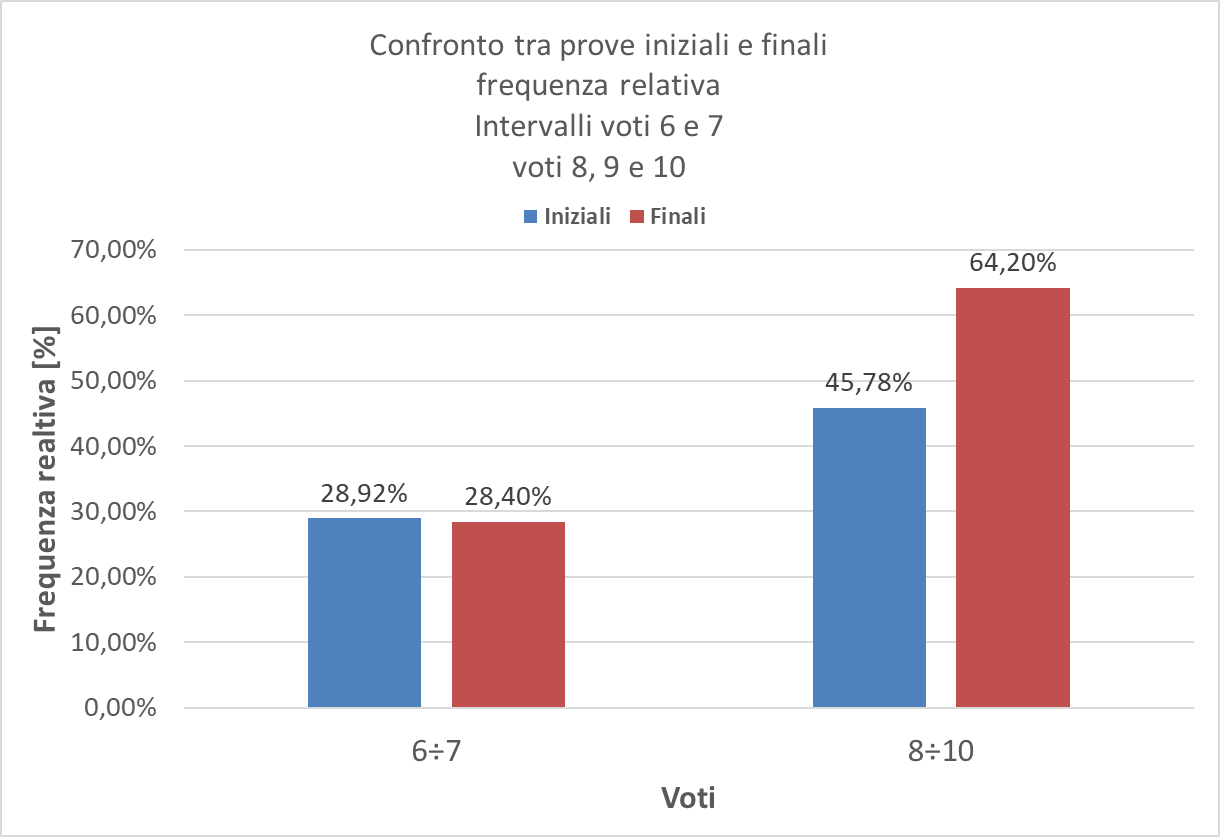 Confronto tra prove iniziali e finali
frequenza relativa
Intervalli voti 6 e 7
voti 8, 9 e 10
Iniziali Finali
70,00%
60,00%
50,00%
40,00%
30,00%
20,00%
10,00%
0,00%
Frequenza realtiva [%]
28,92%
28,40%
45,78%
64,20%
6÷7
8÷10
Voti